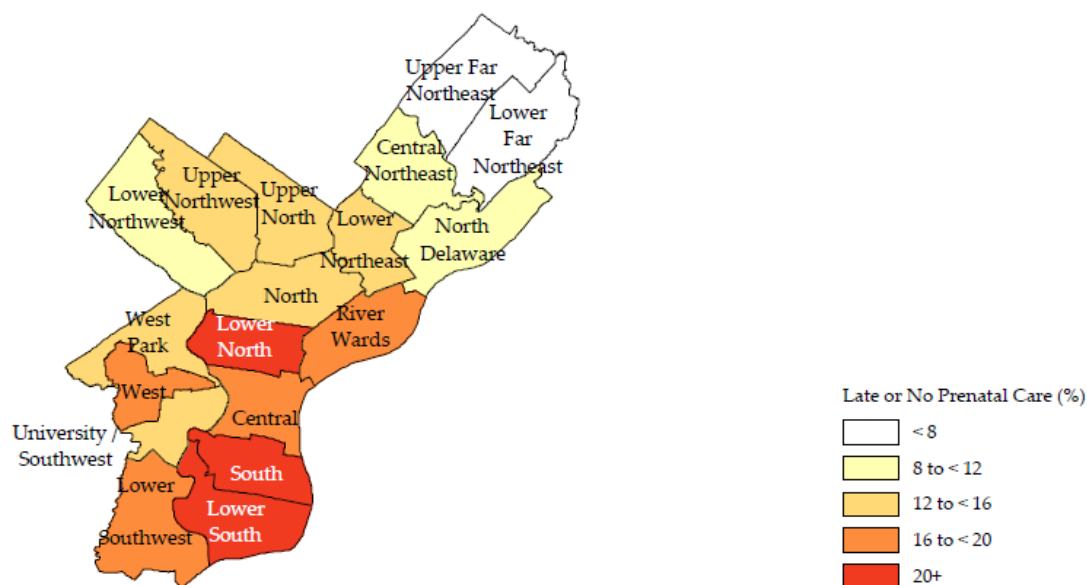 Upper Far
Northeast
Lower
Far
Northeast
Central
Northeast
Upper
Northwest
Upper
North
Lower
Northwest
Lower
Northeast
North
Delaware
North
River
Wards
West
Park
Lower
North
West
Central
University /
Southwest
South
Lower
Southwest
Lower
South
Late or No Prenatal Care (%)
< 8
8 to < 12
12 to < 16
16 to < 20
20+